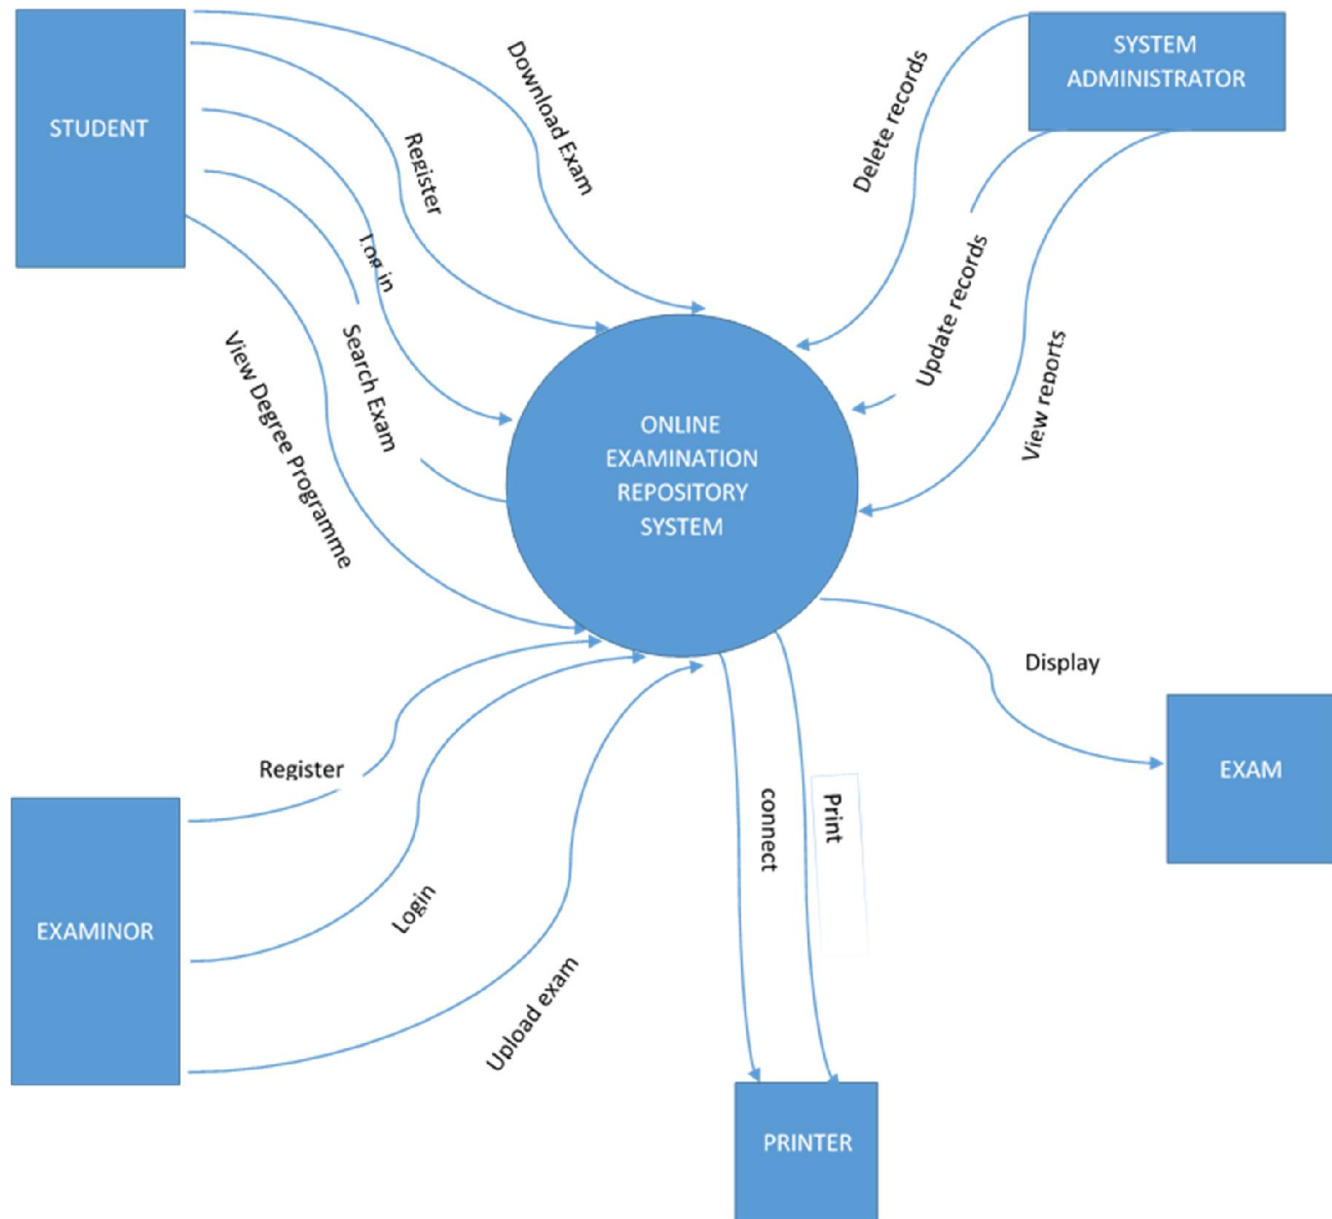 STUDENT
SYSTEM
ADMINISTRATOR
Download Exam
Delete records
Register
Log in
Update records
Search Exam
View reports
View Degree Programme
ONLINE
EXAMINATION
REPOSITORY
SYSTEM
Display
Register
EXAM
connect
Print
EXAMINOR
Login
Upload exam
PRINTER